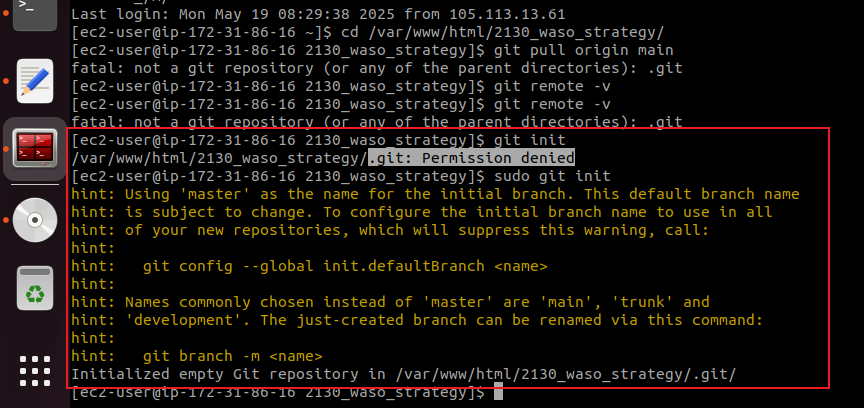 Last login: Mon May 19 08:29:38 2025 from 105.113.13.61
[ec2-user@ip-172-31-86-16 ~]$ cd /var/www/html/2130_waso_strategy/
[ec2-user@ip-172-31-86-16 2130_waso_strategy]$ git pull origin main
fatal: not a git repository (or any of the parent directories): .git
[ec2-user@ip-172-31-86-16 2130_waso_strategy]$ git remote -v
[ec2-user@ip-172-31-86-16 2130_waso_strategy]$ git remote -v
fatal: not a git repository (or any of the parent directories): .git
[ec2-user@ip-172-31-86-16 2130_waso_strategy]$ git init
/var/www/html/2130_waso_strategy/.git: Permission denied
[ec2-user@ip-172-31-86-16 2130_waso_strategy]$ sudo git init
hint: Using 'master' as the name for the initial branch. This default branch name
hint: is subject to change. To configure the initial branch name to use in all
hint: of your new repositories, which will suppress this warning, call:
hint:
hint:   git config --global init.defaultBranch <name>
hint:
hint: Names commonly chosen instead of 'master' are 'main', 'trunk' and
hint: 'development'. The just-created branch can be renamed via this command:
hint:
hint:   git branch -m <name>
Initialized empty Git repository in /var/www/html/2130_waso_strategy/.git/
[ec2-user@ip-172-31-86-16 2130_waso_strategy]$